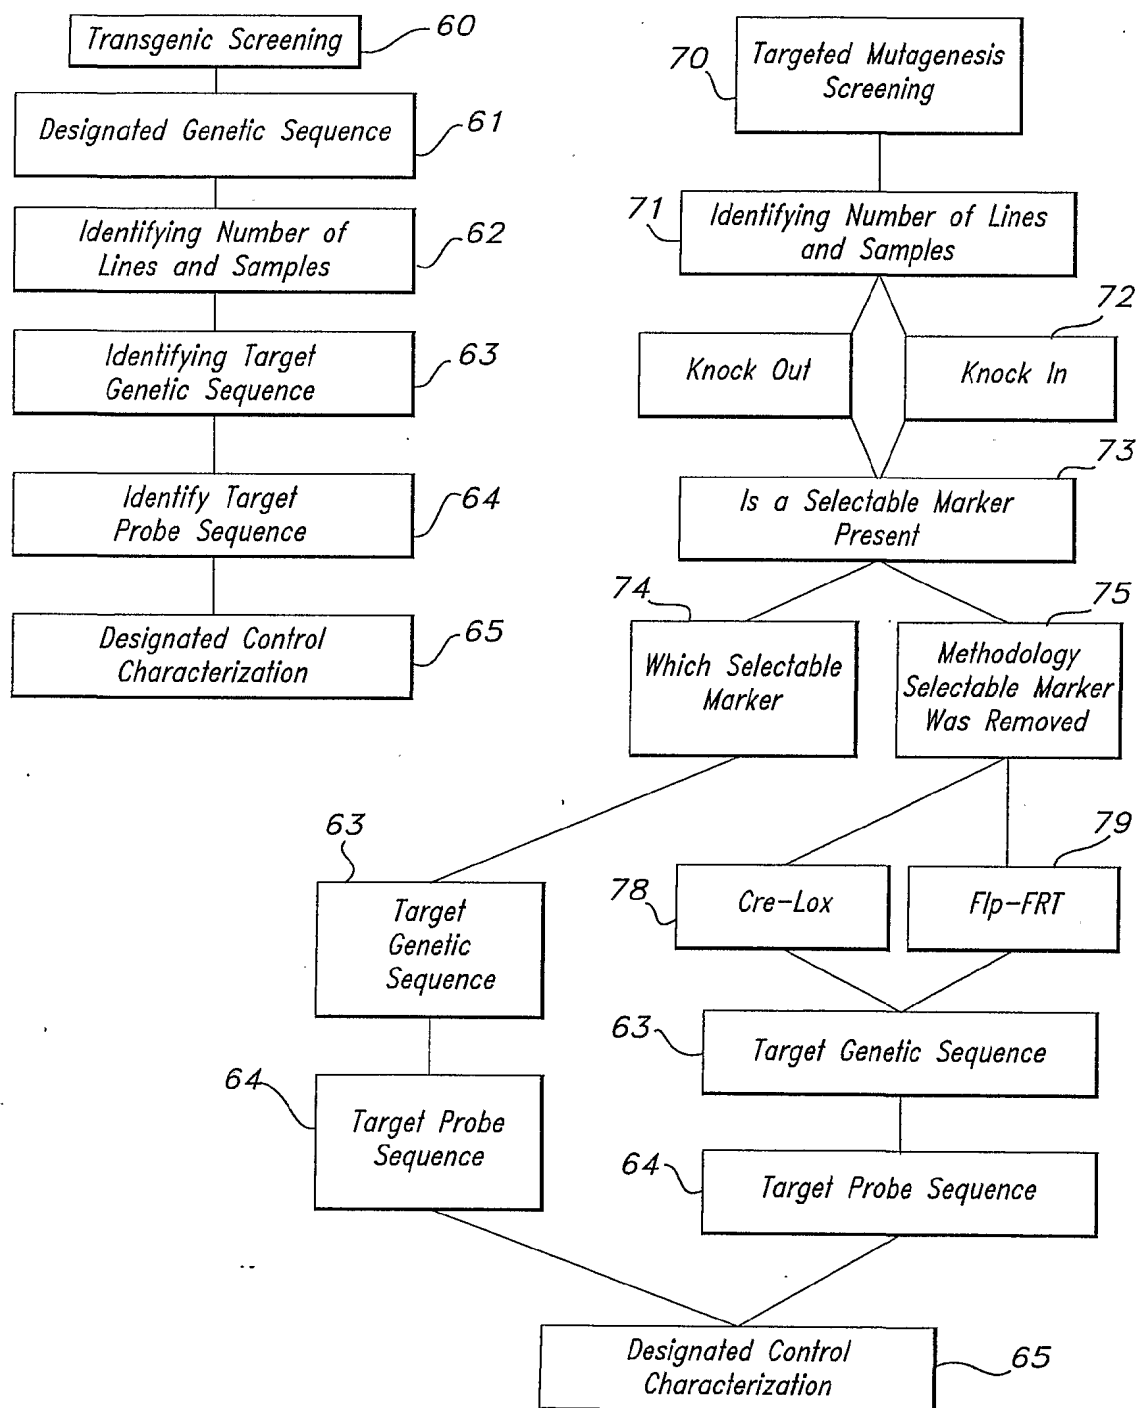 Transgenic Screening
60
Designated Genetic Sequence
61
Identifying Number of
Lines and Samples
62
Identifying Target
Genetic Sequence
63
Identify Target
Probe Sequence
64
Designated Control
Characterization
65
70
Targeted Mutagenesis
Screening
71
Identifying Number of Lines
and Samples
72
Knock Out
Knock In
73
Is a Selectable Marker
Present
74
Which Selectable
Marker
75
Methodology
Selectable Marker
Was Removed
63
Target
Genetic
Sequence
64
Target Probe
Sequence
78
Cre-Lox
79
Flp-FRT
63
Target Genetic Sequence
64
Target Probe Sequence
Designated Control
Characterization
65